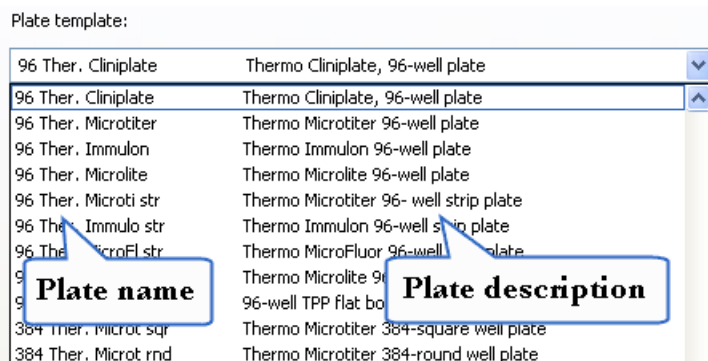 Plate template:
96 Ther. Cliniplate Thermo Cliniplate, 96-well plate
96 Ther. Cliniplate Thermo Cliniplate, 96-well plate
96 Ther. Microtiter Thermo Microtiter 96-well plate
96 Ther. Immulon Thermo Immulon 96-well plate
96 Ther. Microlite Thermo Microlite 96-well plate
96 Ther. Microti str Thermo Microtiter 96- well strip plate
96 Ther. Immulo str Thermo Immulon 96-well strip plate
96 MicroFl str Thermo MicroFluor 96-well plate
Thermo Microlite
96-well TPP flat
Plate name
Plate description
384 Ther. Microt sqr Thermo Microtiter 384-square well plate
384 Ther. Microt rnd Thermo Microtiter 384-round well plate